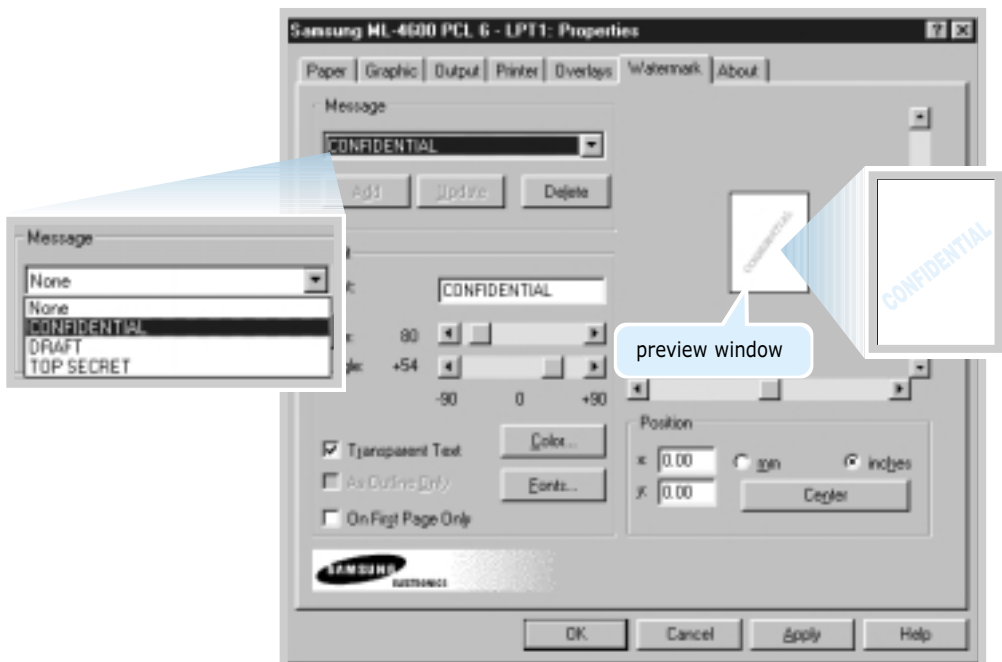 Samsung ML-4600 PCL 6 - LPT1: Properties
Paper Graphic Output Printer Overlays Watermark About
Message
CONFIDENTIAL
Add Update Delete
Message
None
None
CONFIDENTIAL
DRAFT
TOP SECRET
CONFIDENTIAL
80
+54
-90 0 +90
Transparent Text
Color...
As Outline Only
Fonts...
On First Page Only
CONFIDENTIAL
CONFIDENTIAL
preview window
Position
x: 0.00 mm inches
y: 0.00 Center
SAMSUNG
ELECTRONICS
OK Cancel Apply Help